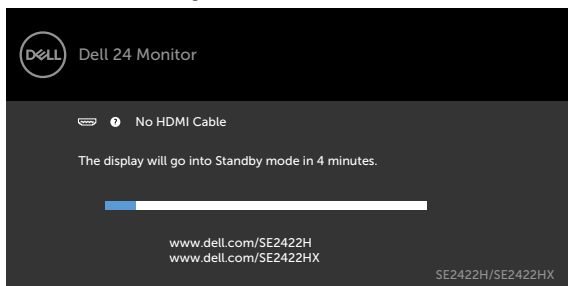 DELL
Dell 24 Monitor
? No HDMI Cable
The display will go into Standby mode in 4 minutes.
www.dell.com/SE2422H
www.dell.com/SE2422HX
SE2422H/SE2422HX